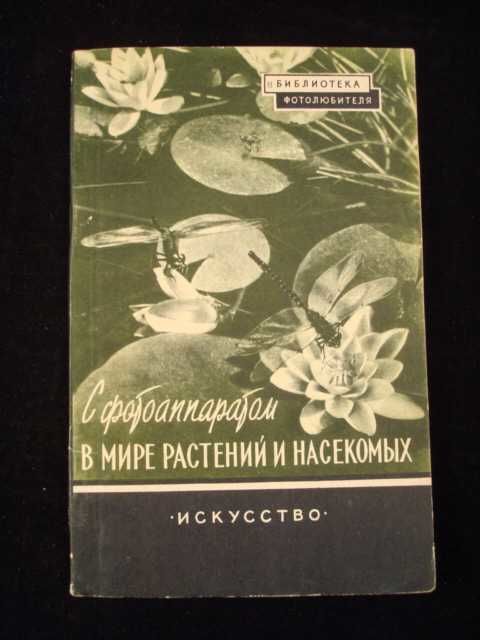 БИБЛИОТЕКА
ФОТОЛЮБИТЕЛЯ
С фотоаппаратом
В МИРЕ РАСТЕНИЙ И НАСЕКОМЫХ
·ИСКУССТВО·